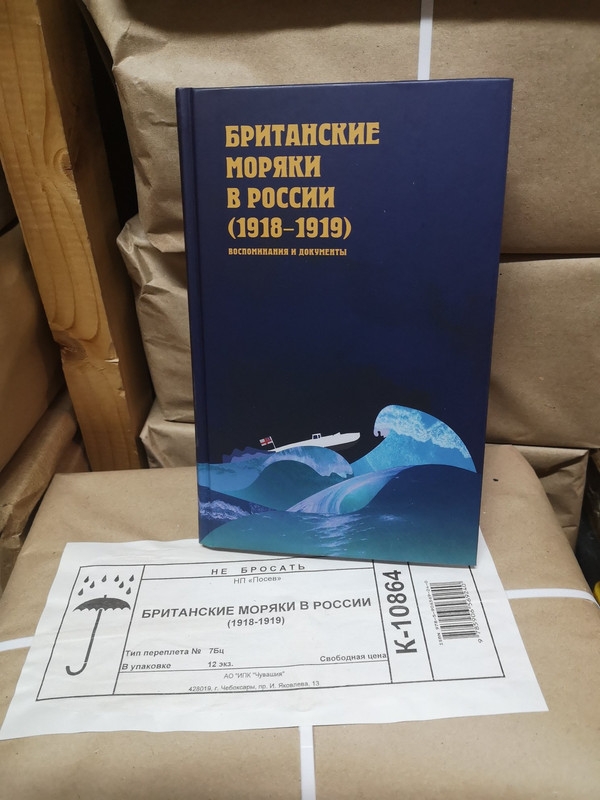 БРИТАНСКИЕ
МОРЯКИ
В РОССИИ
(1918–1919)
ВОСПОМИНАНИЯ И ДОКУМЕНТЫ
НЕ БРОСАТЬ
НП «Посев»
БРИТАНСКИЕ МОРЯКИ В РОССИИ
(1918-1919)
Тип переплета № 7Бц
В упаковке 12 экз.
Свободная цена
АО "ИПК "Чувашия"
428019, г. Чебоксары, пр. И. Яковлева, 13
К-10864